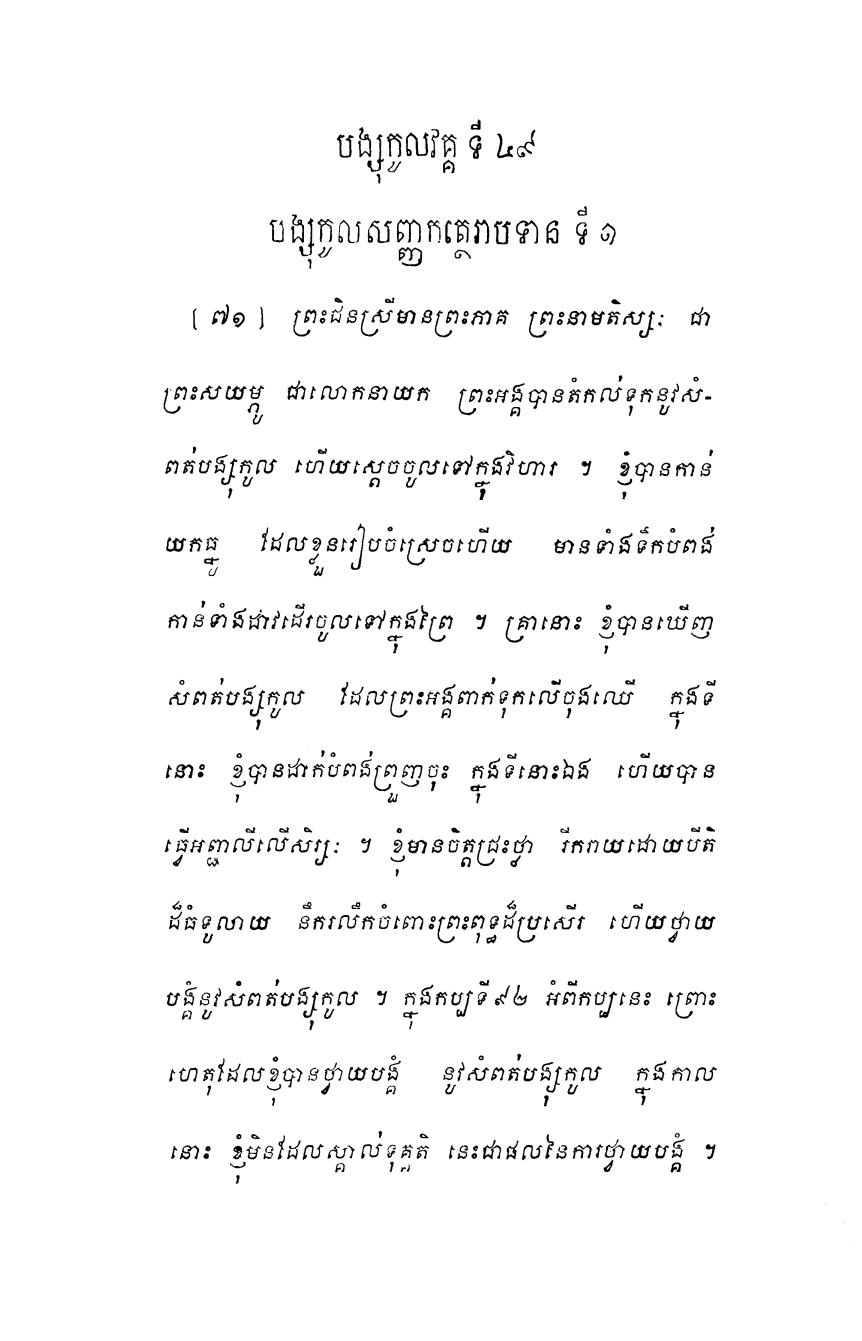 បង្សុកូលវគ្គ ទី ៤៩
បង្សុកូលសញ្ញកត្ថេរាបទាន ទី ១
[ ៧១ ] ព្រះជិនស្រីមានព្រះភាគ ព្រះនាមតិស្សៈ ជា
ព្រះសយម្ភូ ជាលោកនាយក ព្រះអង្គបានតំកល់ទុកនូវសំ-
ពត់បង្សុកូល ហើយស្តេចចូលទៅក្នុងវិហារ ។ ខ្ញុំបានកាន់
យកធ្នូ ដែលខ្លួនរៀបចំស្រេចហើយ មានទាំងទឹកបំពង់
កាន់ទាំងដាវដើរចូលទៅក្នុងព្រៃ ។ គ្រានោះ ខ្ញុំបានឃើញ
សំពត់បង្សុកូល ដែលព្រះអង្គពាក់ទុកលើចុងឈើ ក្នុងទី
នោះ ខ្ញុំបានដាក់បំពង់ព្រួញចុះ ក្នុងទីនោះឯង ហើយបាន
ធ្វើអញ្ជលីលើសិរ្សៈ ។ ខ្ញុំមានចិត្តជ្រះថ្លា រីករាយដោយបីតិ
ដ៏ធំទូលាយ នឹករលឹកចំពោះព្រះពុទ្ធដ៏ប្រសើរ ហើយថ្វាយ
បង្គំនូវសំពត់បង្សុកូល ។ ក្នុងកប្បទី៩២ អំពីកប្បនេះ ព្រោះ
ហេតុដែលខ្ញុំបានថ្វាយបង្គំ នូវសំពត់បង្សុកូល ក្នុងកាល
នោះ ខ្ញុំមិនដែលស្គាល់ទុគ្គតិ នេះជាផលនៃការថ្វាយបង្គំ ។